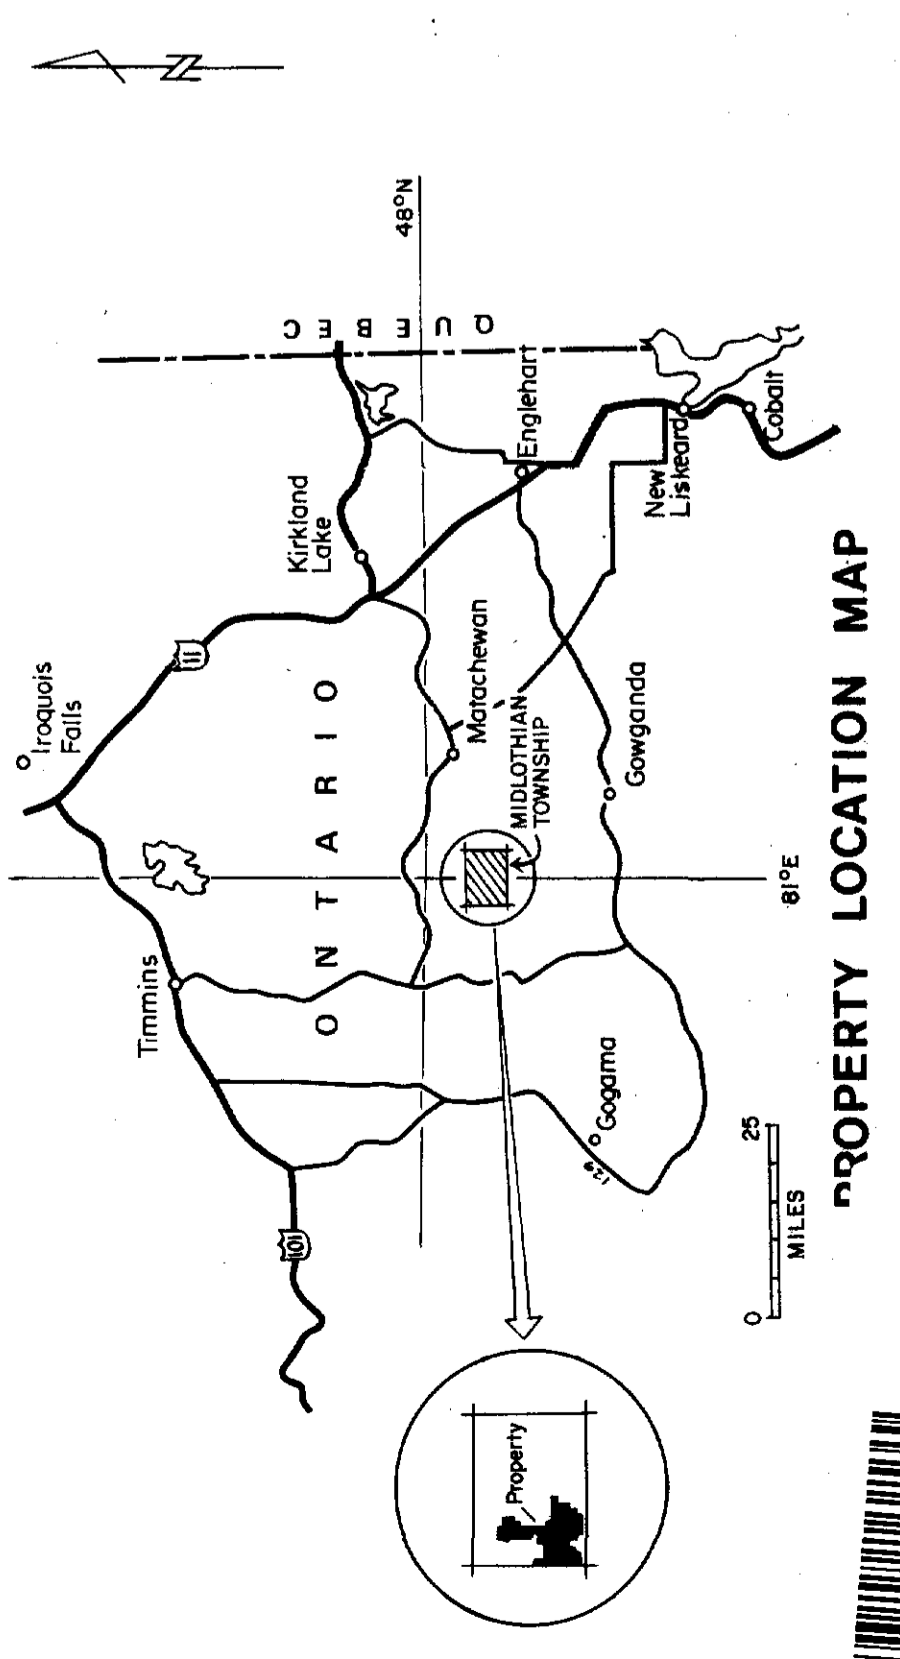 N
Iroquois
Falls
11
Timmins
101
ONTARIO
QUEBEC
Kirkland
Lake
48°N
Matachewan
Englehart
MIDLOTHIAN
TOWNSHIP
Gowganda
New
Liskeard
Cobalt
Gogama
129
81°E
Property
0 25
MILES
PROPERTY LOCATION MAP